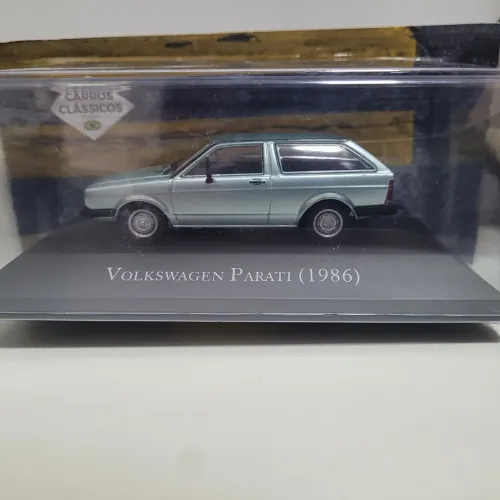 CARROS
CLÁSSICOS
VOLKSWAGEN PARATI (1986)